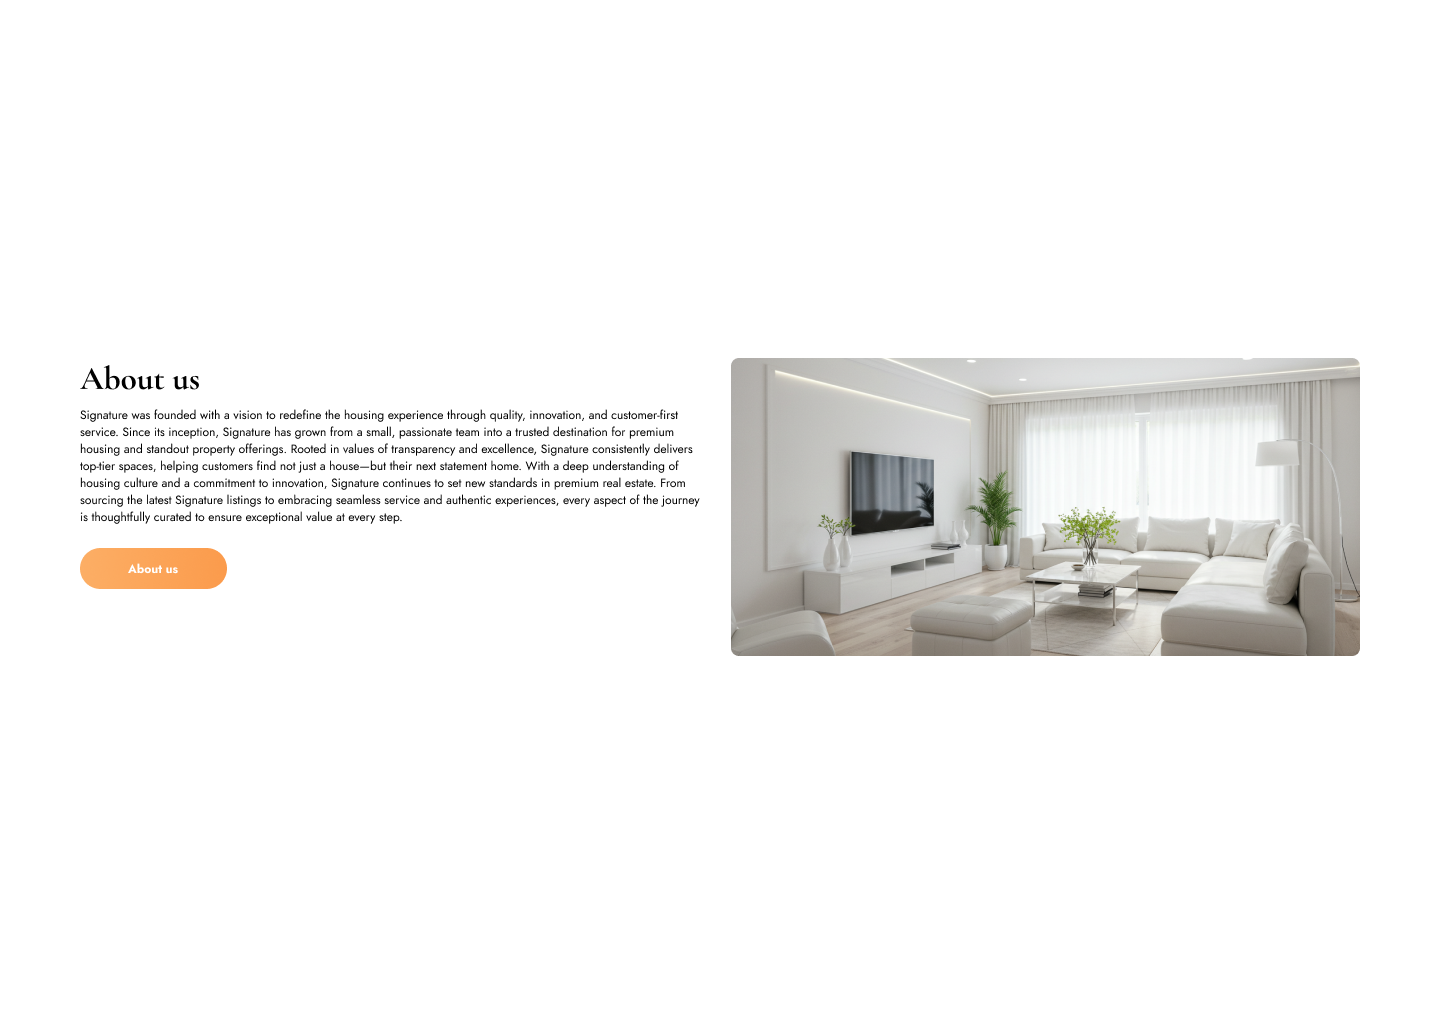 About us
Signature was founded with a vision to redefine the housing experience through quality, innovation, and customer-first
service. Since its inception, Signature has grown from a small, passionate team into a trusted destination for premium
housing and standout property offerings. Rooted in values of transparency and excellence, Signature consistently delivers
top-tier spaces, helping customers find not just a house—but their next statement home. With a deep understanding of
housing culture and a commitment to innovation, Signature continues to set new standards in premium real estate. From
sourcing the latest Signature listings to embracing seamless service and authentic experiences, every aspect of the journey
is thoughtfully curated to ensure exceptional value at every step.
About us